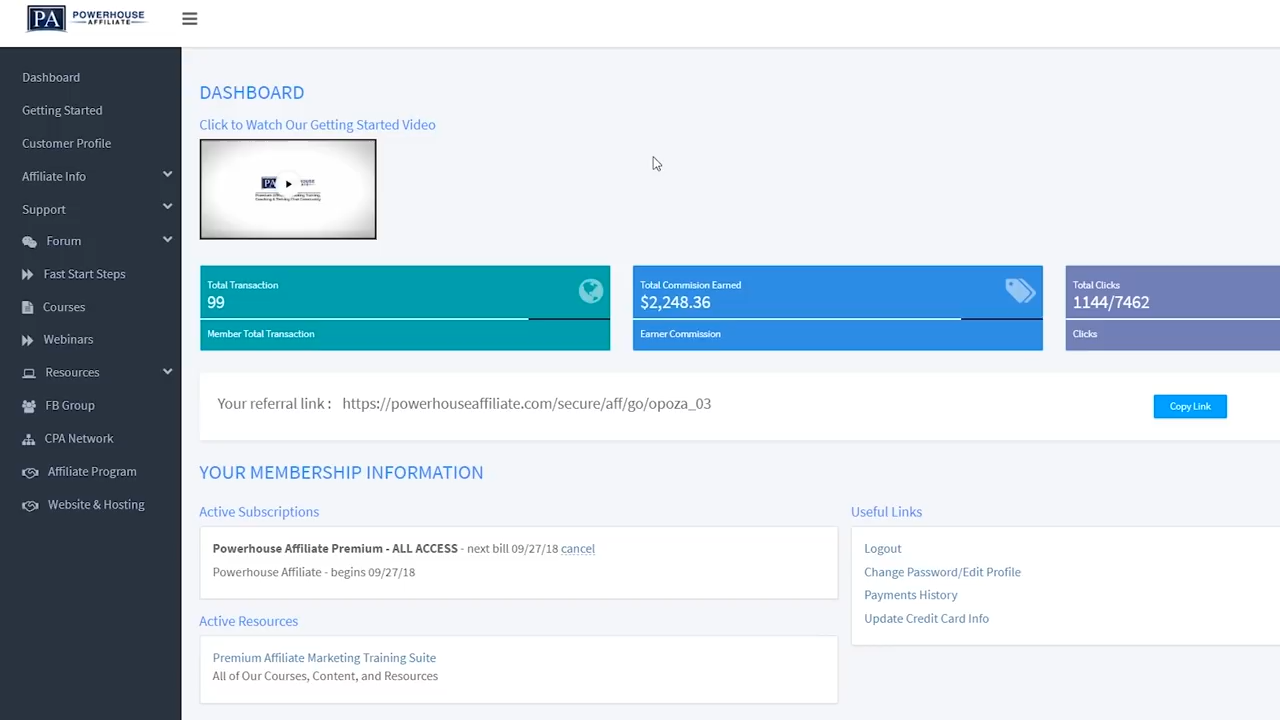 PA POWERHOUSE
AFFILIATE
Dashboard
Getting Started
Customer Profile
Affiliate Info
Support
Forum
Fast Start Steps
Courses
Webinars
Resources
FB Group
CPA Network
Affiliate Program
Website & Hosting
DASHBOARD
Click to Watch Our Getting Started Video
PA
Total Transaction
99
Member Total Transaction
Total Commision Earned
$2,248.36
Earner Commission
Total Clicks
1144/7462
Clicks
Your referral link : https://powerhouseaffiliate.com/secure/aff/go/opoza_03
Copy Link
YOUR MEMBERSHIP INFORMATION
Active Subscriptions
Powerhouse Affiliate Premium - ALL ACCESS - next bill 09/27/18 cancel
Powerhouse Affiliate - begins 09/27/18
Active Resources
Premium Affiliate Marketing Training Suite
All of Our Courses, Content, and Resources
Useful Links
Logout
Change Password/Edit Profile
Payments History
Update Credit Card Info